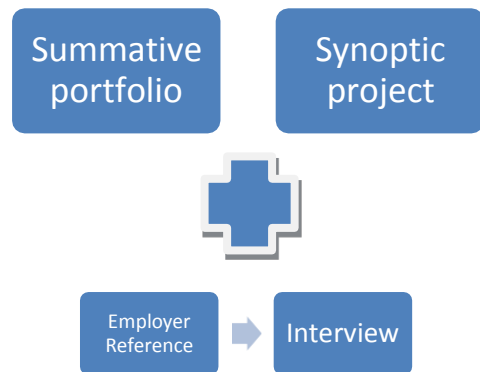 Summative
portfolio
Synoptic
project
Employer
Reference
Interview